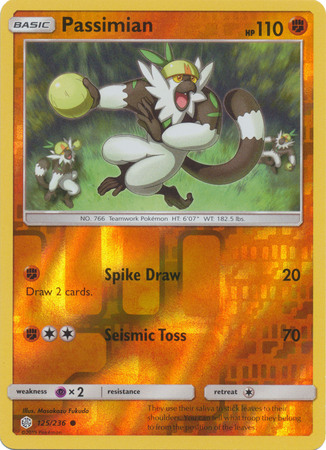 BASIC Passimian HP 110
NO. 766 Teamwork Pokémon HT: 6'07" WT: 182.5 lbs.
Spike Draw 20
Draw 2 cards.
Seismic Toss 70
weakness ×2 resistance retreat
Illus. Masakazu Fukuda
125/236
They use their saliva to stick leaves to their
shoulders. You can tell what troop they belong to
from the position of the leaves